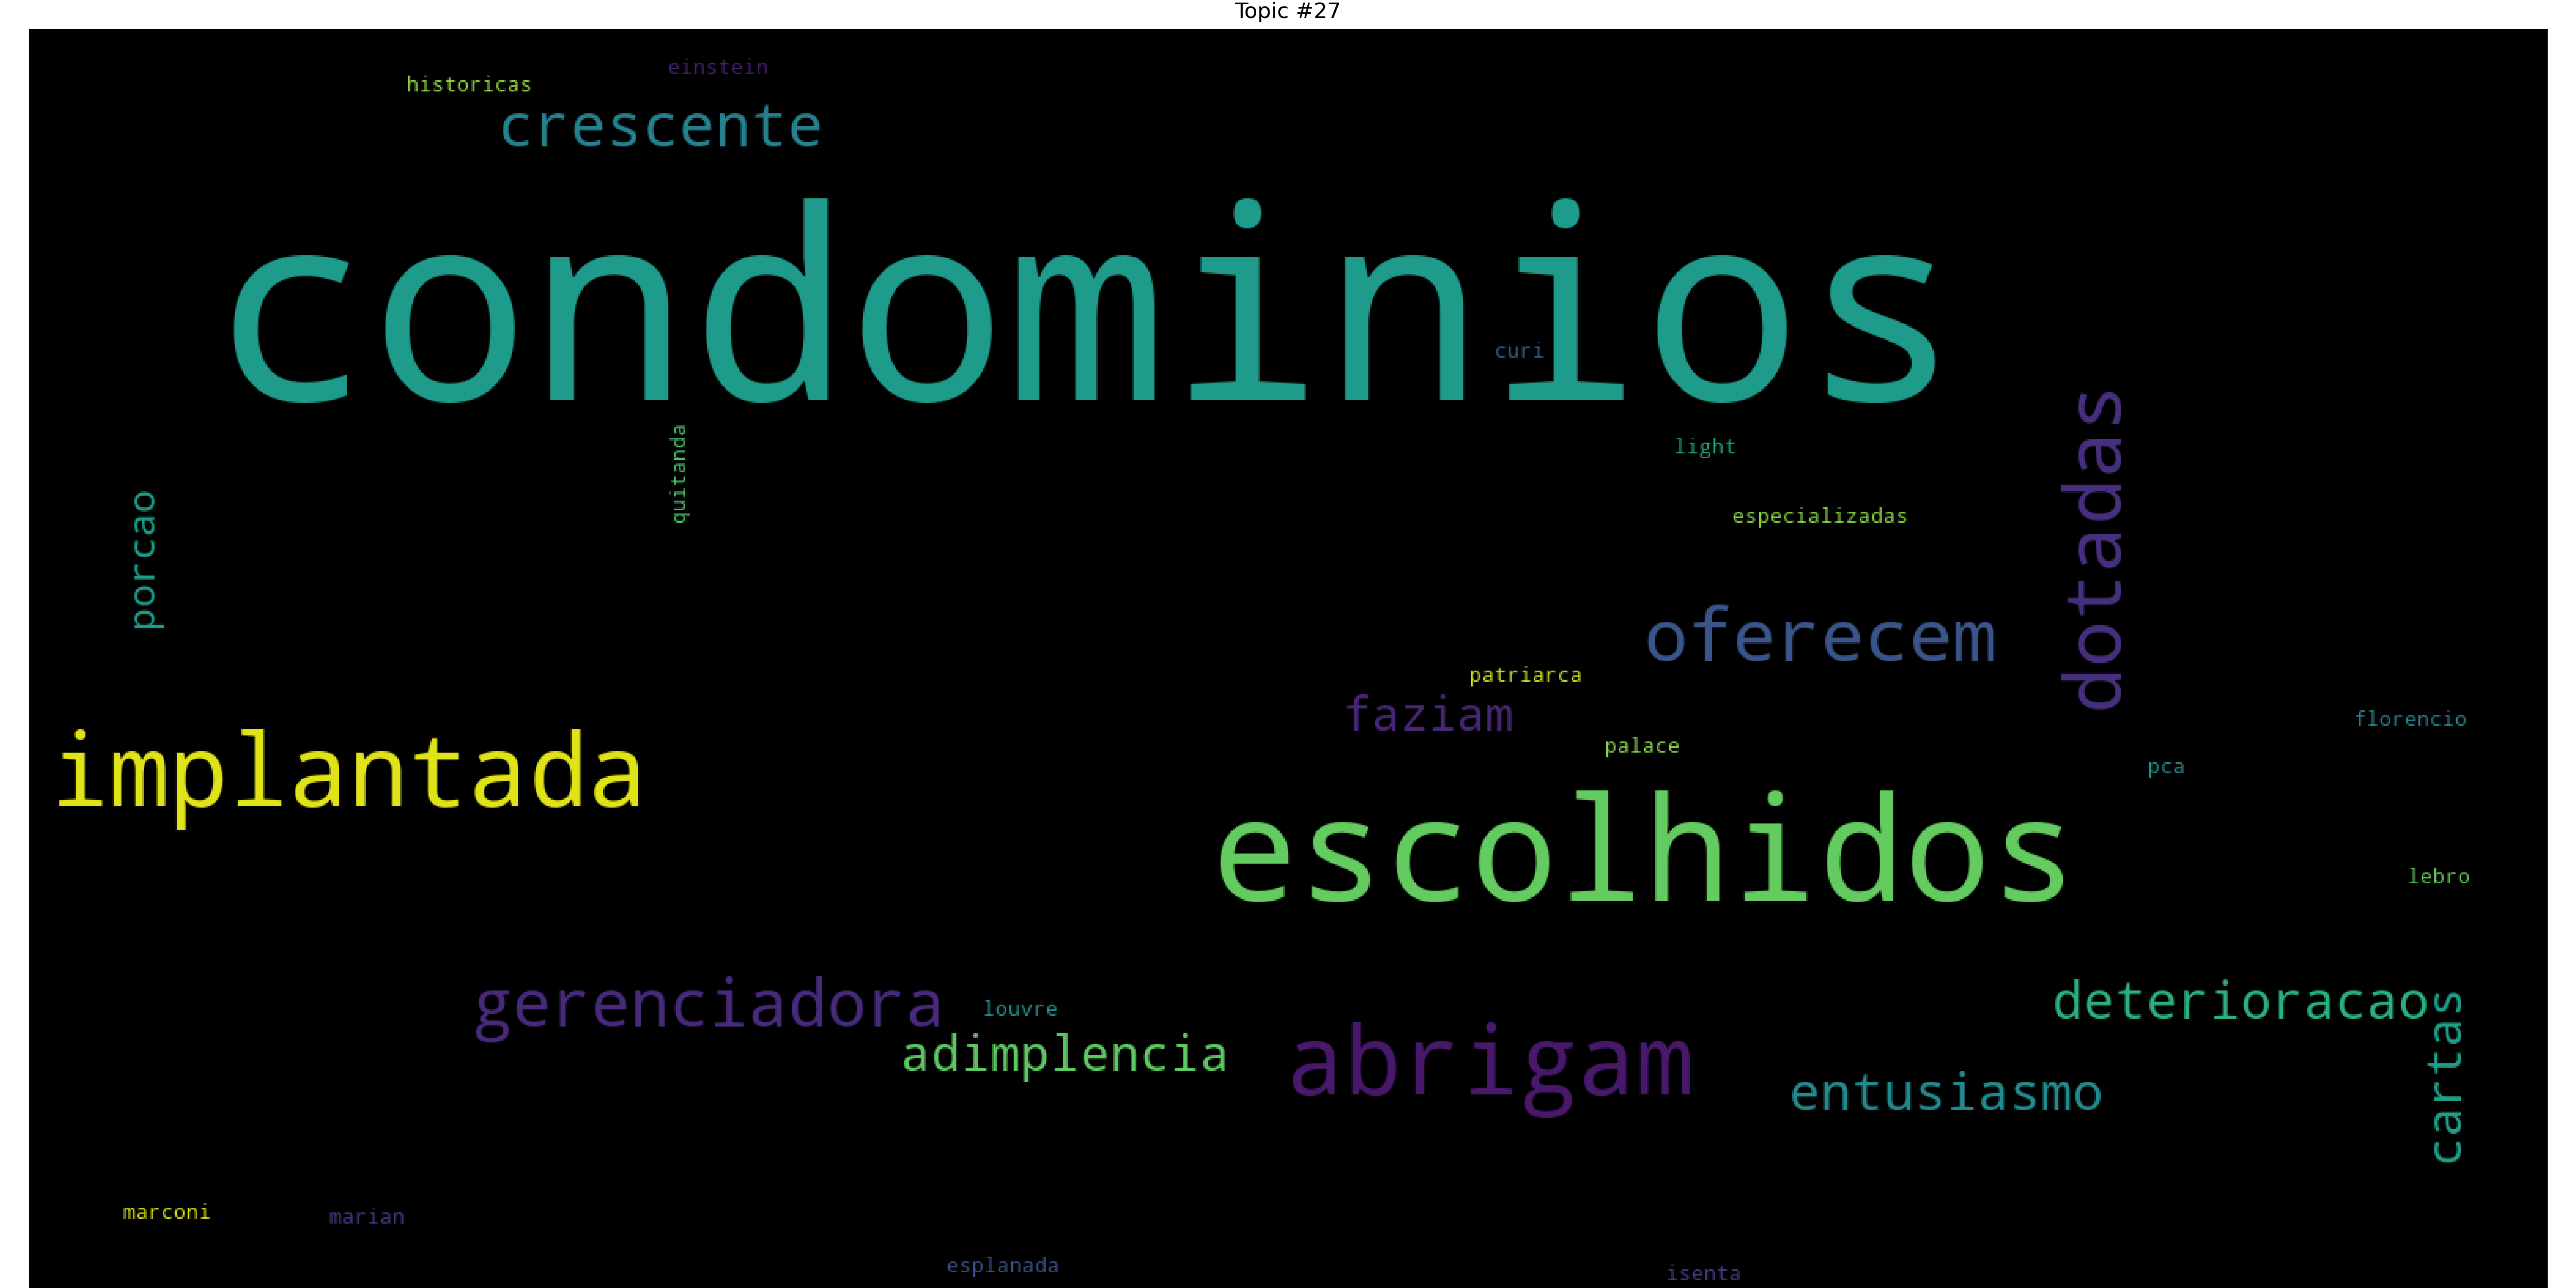 Topic #27
einstein
historicas
crescente
condominios
curi
quitanda
light
dotadas
porcao
especializadas
oferecem
patriarca
faziam
florencio
implantada
palace
pca
escolhidos
lebro
gerenciadora
louvre
deterioracao
adimplencia
abrigam
cartas
entusiasmo
marconi
marian
esplanada
isenta